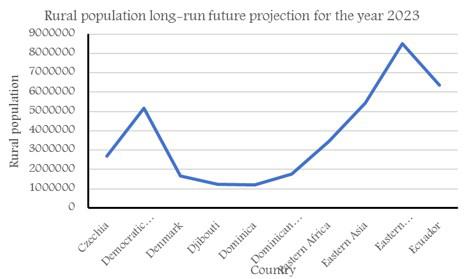 Rural population long-run future projection for the year 2023
9000000
8000000
7000000
6000000
5000000
4000000
3000000
2000000
1000000
0
Rural population
Czechia
Democratic...
Denmark
Djibouti
Dominica
Dominican...
Eastern Africa
Eastern Asia
Eastern...
Ecuador
Country